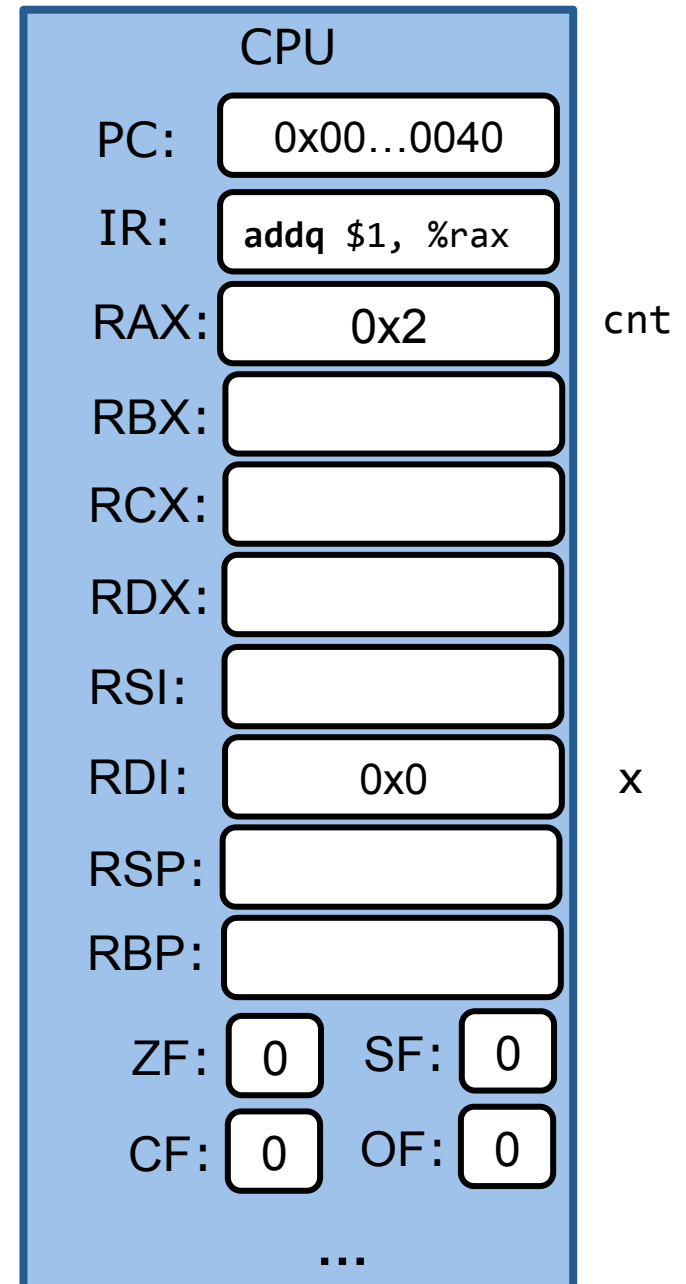 CPU
PC: 0x00...0040
IR: addq $1, %rax
RAX: 0x2 cnt
RBX:
RCX:
RDX:
RSI:
RDI: 0x0 x
RSP:
RBP:
ZF: 0 SF: 0
CF: 0 OF: 0
...